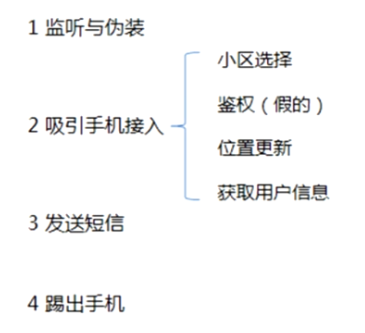 1 监听与伪装
2 吸引手机接入
小区选择
鉴权（假的）
位置更新
获取用户信息
3 发送短信
4 踢出手机